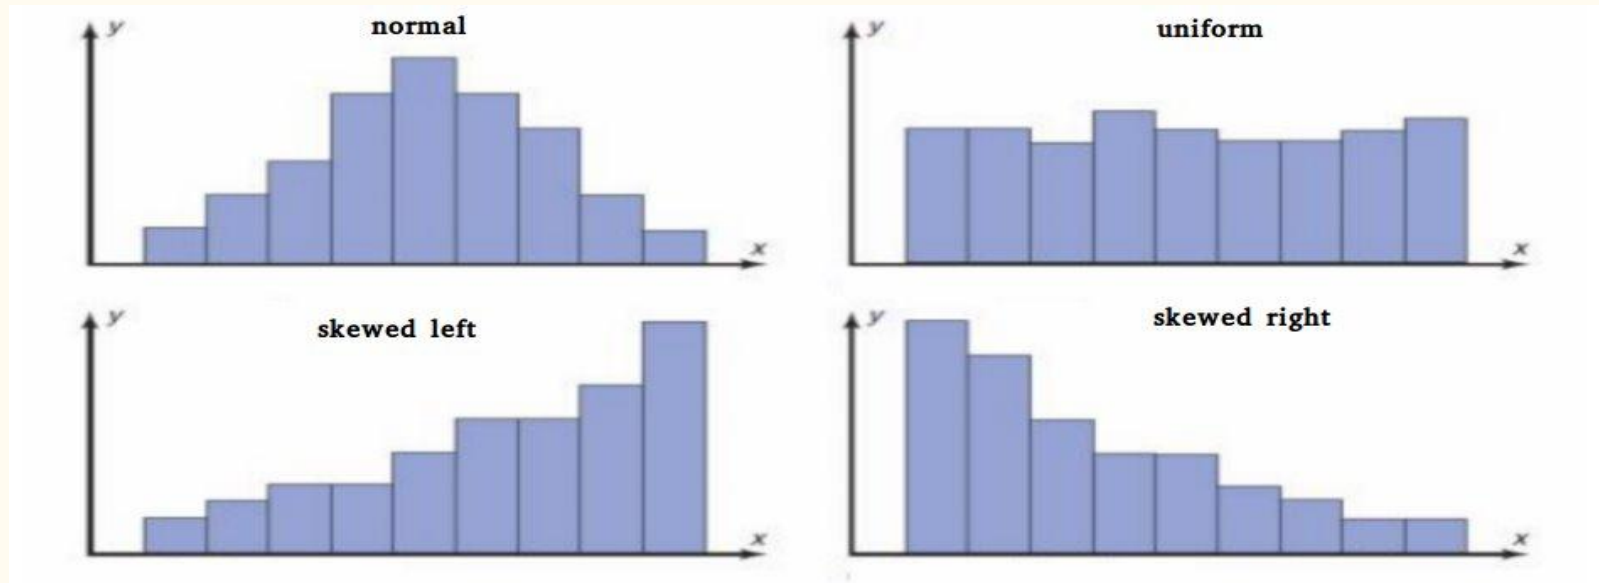 normal
y
x
uniform
y
x
skewed left
y
x
skewed right
y
x